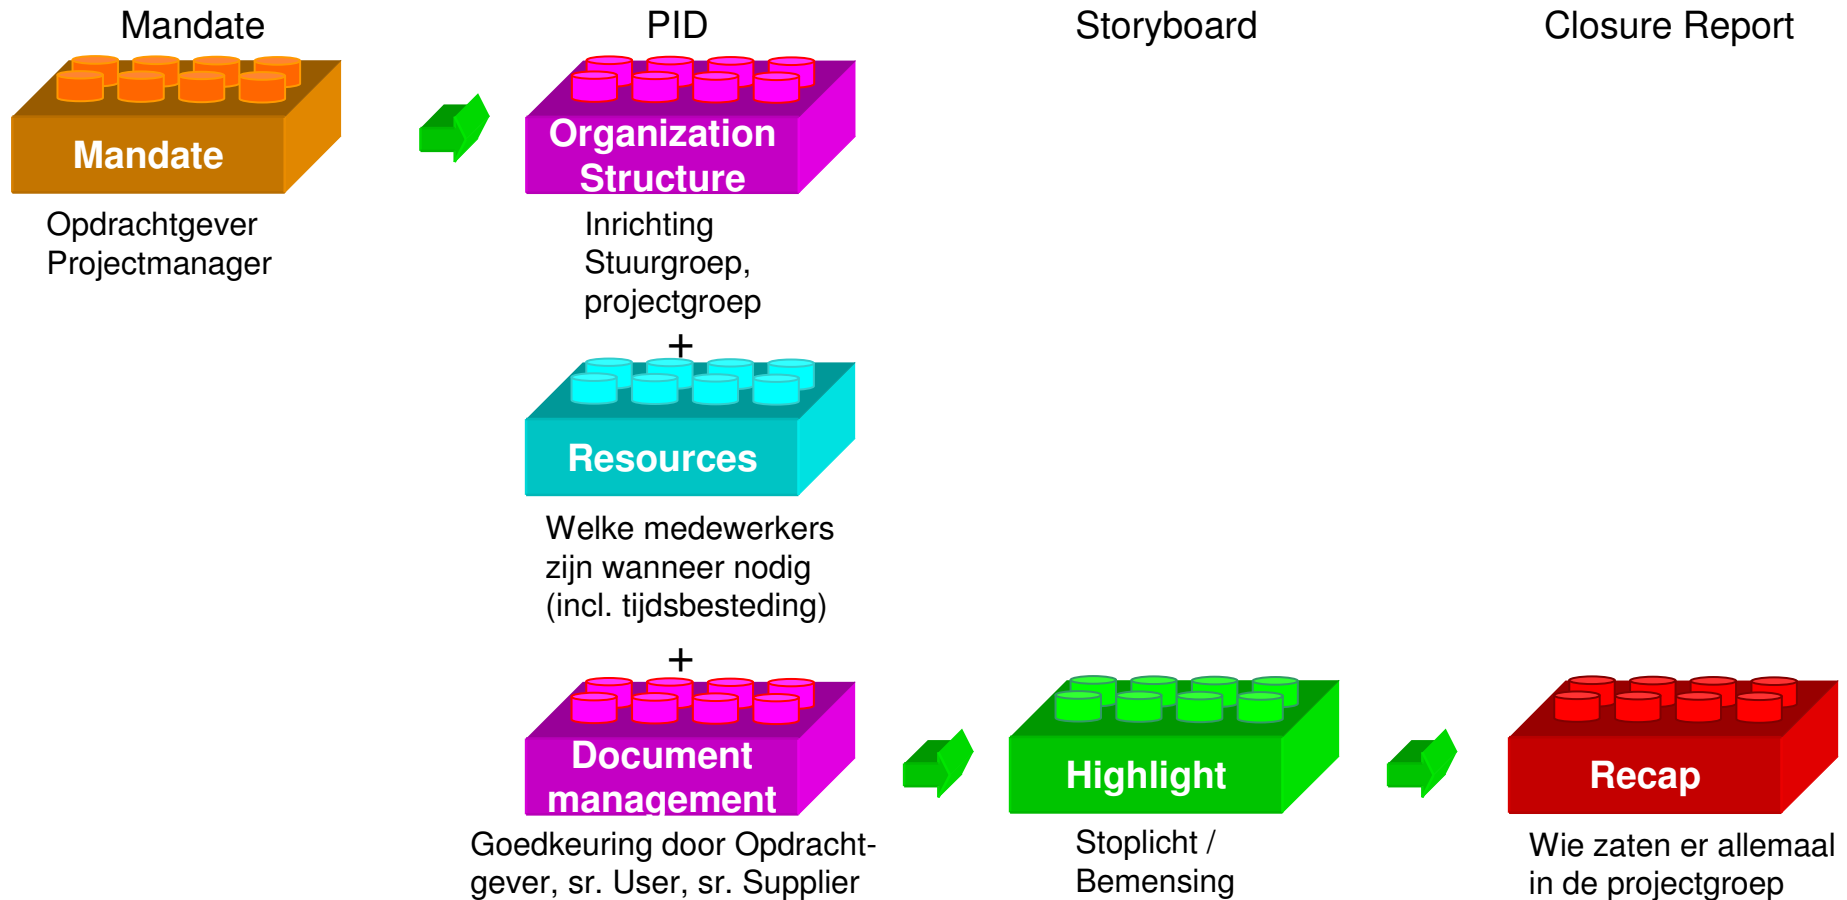 Mandate
PID
Storyboard
Closure Report
Mandate
Opdrachtgever
Projectmanager
Organization
Structure
Inrichting
Stuurgroep,
projectgroep
+
Resources
Welke medewerkers
zijn wanneer nodig
(incl. tijdsbesteding)
+
Document
management
Goedkeuring door Opdracht-
gever, sr. User, sr. Supplier
Highlight
Stoplicht /
Bemensing
Recap
Wie zaten er allemaal
in de projectgroep